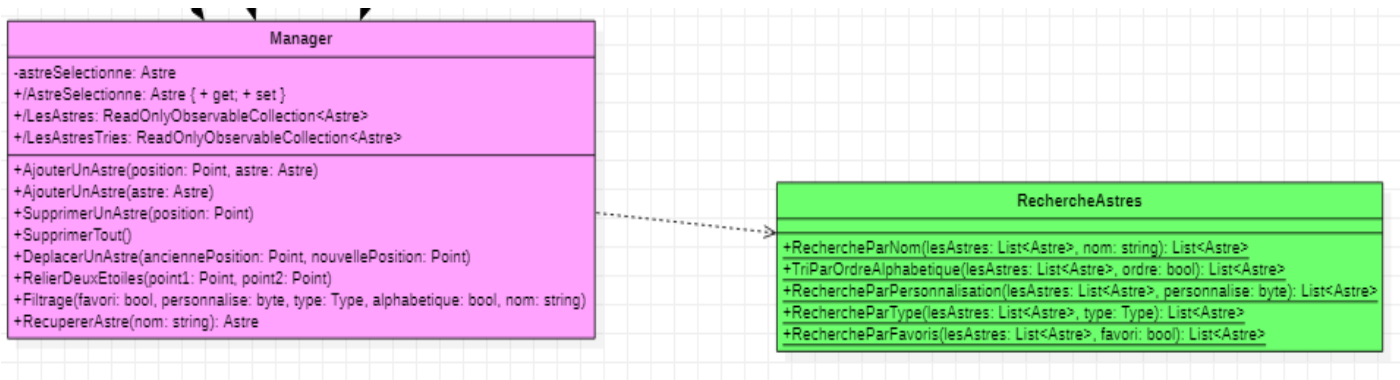 Manager
-astreSelectionne: Astre
+/AstreSelectionne: Astre { + get; + set }
+/LesAstres: ReadOnlyObservableCollection<Astre>
+/LesAstresTries: ReadOnlyObservableCollection<Astre>
+AjouterUnAstre(position: Point, astre: Astre)
+AjouterUnAstre(astre: Astre)
+SupprimerUnAstre(position: Point)
+SupprimerTout()
+DeplacerUnAstre(anciennePosition: Point, nouvellePosition: Point)
+RelierDeuxEtoiles(point1: Point, point2: Point)
+Filtrage(favori: bool, personnalise: byte, type: Type, alphabetique: bool, nom: string)
+RecupererAstre(nom: string): Astre
RechercheAstres
+RechercheParNom(lesAstres: List<Astre>, nom: string): List<Astre>
+TriParOrdreAlphabetique(lesAstres: List<Astre>, ordre: bool): List<Astre>
+RechercheParPersonnalisation(lesAstres: List<Astre>, personnalise: byte): List<Astre>
+RechercheParType(lesAstres: List<Astre>, type: Type): List<Astre>
+RechercheParFavoris(lesAstres: List<Astre>, favori: bool): List<Astre>